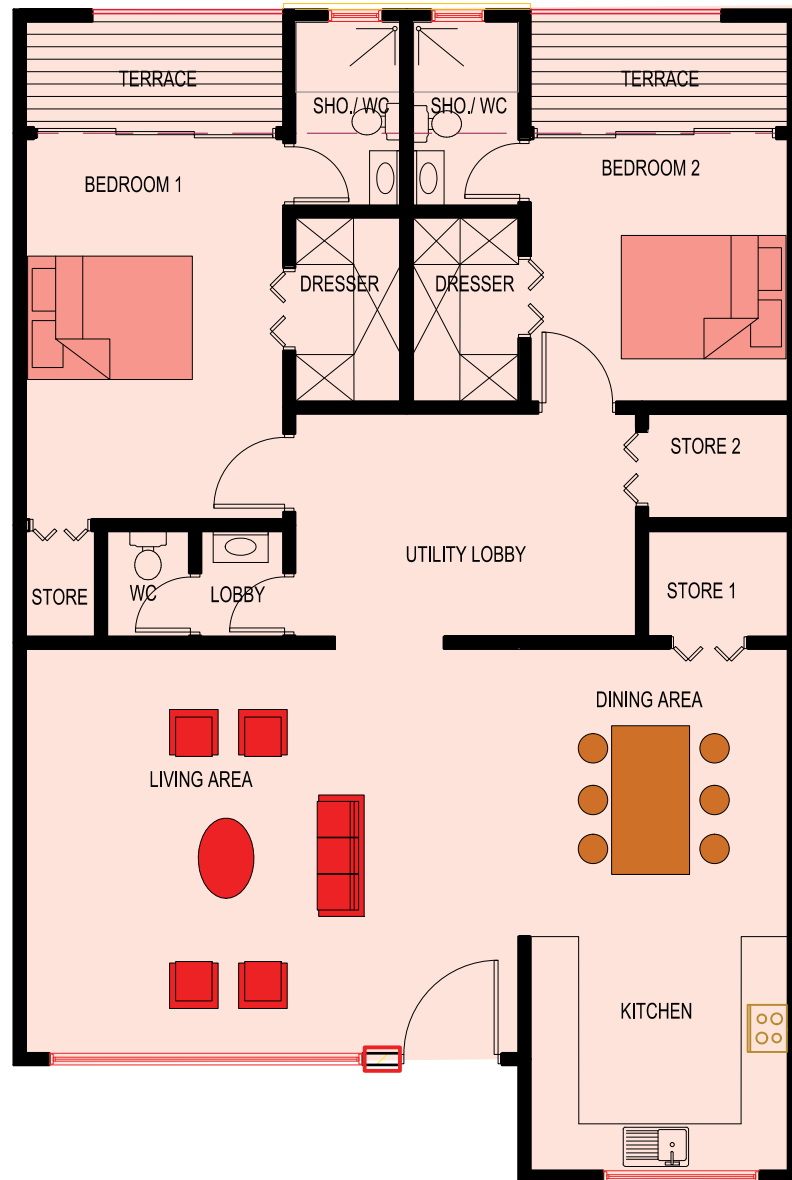 TERRACE
SHO./ WC
SHO./ WC
TERRACE
BEDROOM 1
BEDROOM 2
DRESSER
DRESSER
STORE 2
UTILITY LOBBY
STORE
WC
LOBBY
STORE 1
DINING AREA
LIVING AREA
KITCHEN